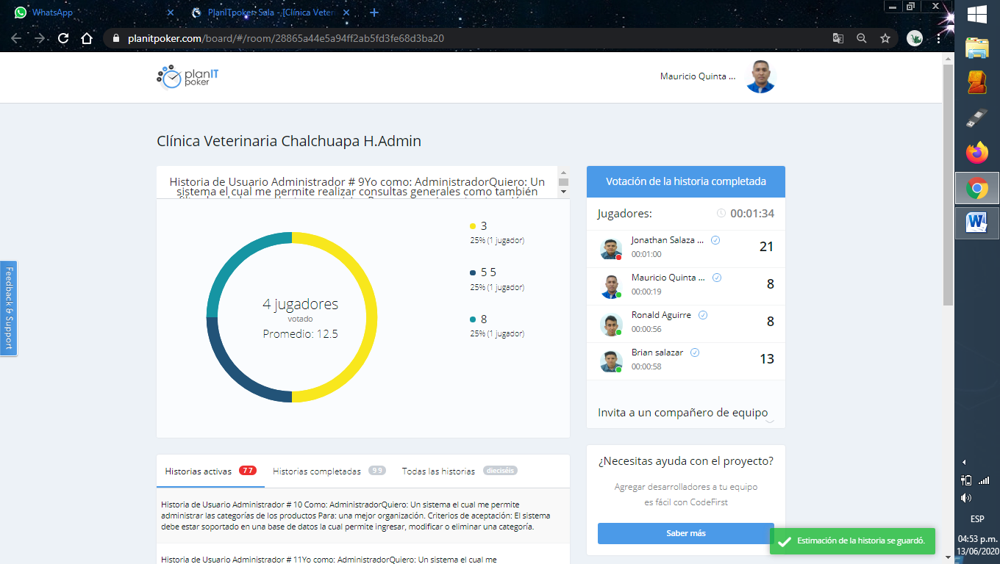 WhatsApp
PlanITpoker: Sala - [Clínica Veter
planitpoker.com/board/#/room/28865a44e5a94ff2ab5fd3fe68d3ba20
planIT
poker
Mauricio Quinta ...
Clínica Veterinaria Chalchuapa H.Admin
Historia de Usuario Administrador # 9Yo como: AdministradorQuiero: Un
sistema el cual me permite realizar consultas generales como también
4 jugadores
votado
Promedio: 12.5
3
25% (1 jugador)
5 5
25% (1 jugador)
8
25% (1 jugador)
Votación de la historia completada
Jugadores:
00:01:34
Jonathan Salaza ...
00:01:00
21
Mauricio Quinta ...
00:00:19
8
Ronald Aguirre
00:00:56
8
Brian salazar
00:00:58
13
Invita a un compañero de equipo
Feedback & Support
Historias activas 7 7
Historias completadas 9 9
Todas las historias dieciséis
Historia de Usuario Administrador # 10 Como: AdministradorQuiero: Un sistema el cual me permite
administrar las categorías de los productos Para: una mejor organización. Criterios de aceptación: El sistema
debe estar soportado en una base de datos la cual permite ingresar, modificar o eliminar una categoría.
Historia de Usuario Administrador # 11Yo como: AdministradorQuiero: Un sistema el cual me
¿Necesitas ayuda con el proyecto?
Agregar desarrolladores a tu equipo
es fácil con CodeFirst
Saber más
Estimación de la historia se guardó.
ESP
04:53 p.m.
13/06/2020